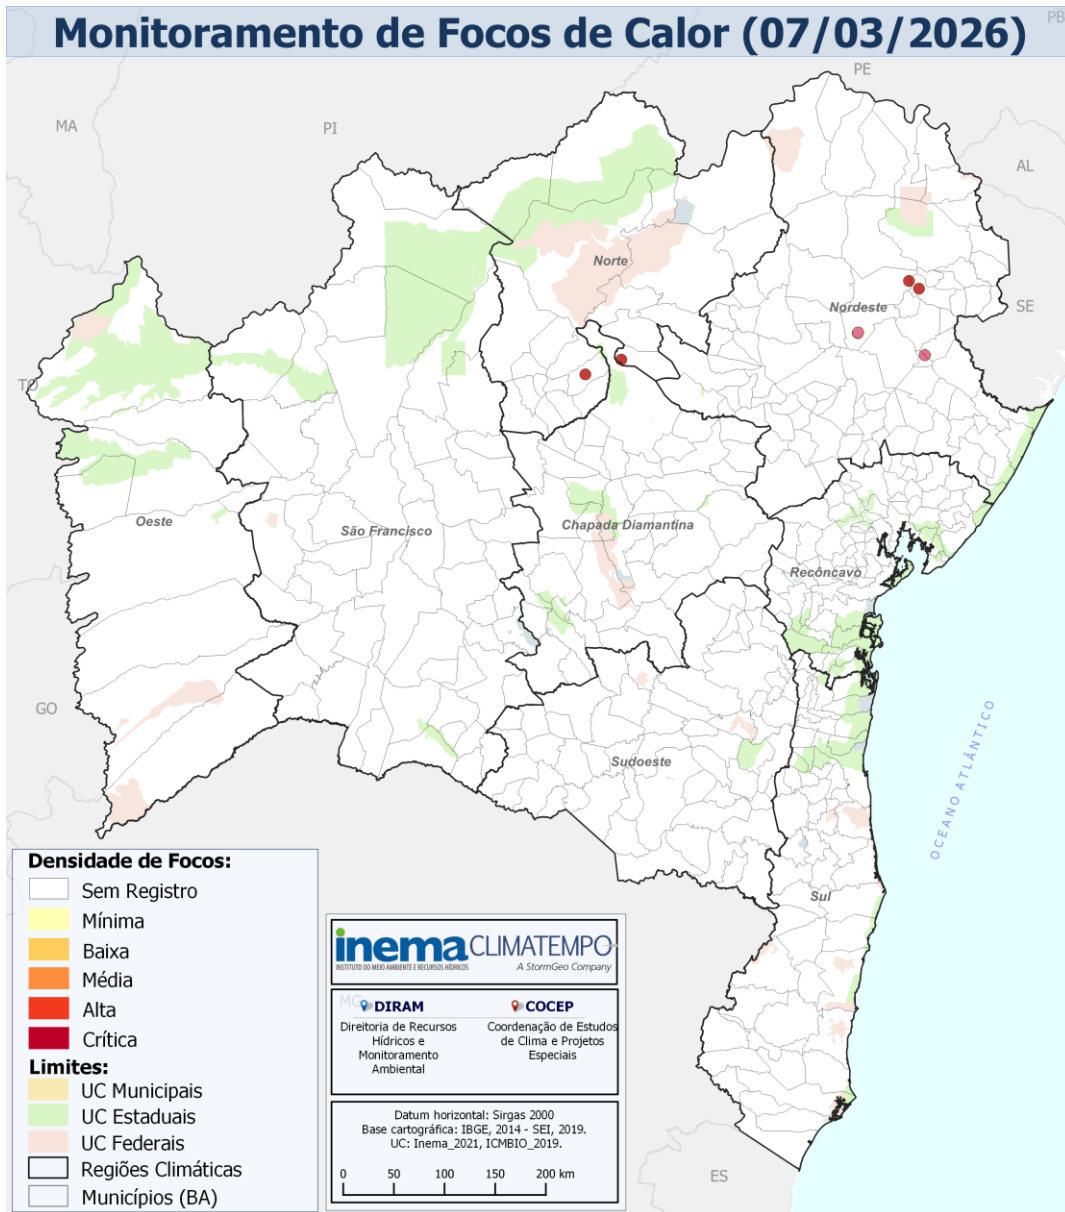 Monitoramento de Focos de Calor (07/03/2026)
PB
PE
MA
PI
AL
Norte
Nordeste
SE
TO
Oeste
São Francisco
Chapada Diamantina
Recôncavo
GO
Sudoeste
OCEANO ATLÂNTICO
Sul
Densidade de Focos:
Sem Registro
Mínima
Baixa
Média
Alta
Crítica
Limites:
UC Municipais
UC Estaduais
UC Federais
Regiões Climáticas
Municípios (BA)
inema
INSTITUTO DO MEIO AMBIENTE E RECURSOS HÍDRICOS
CLIMATEMPO
A StormGeo Company
MG
DIRAM
Diretoria de Recursos
Hídricos e
Monitoramento
Ambiental
COCEP
Coordenação de Estudos
de Clima e Projetos
Especiais
Datum horizontal: Sirgas 2000
Base cartográfica: IBGE, 2014 - SEI, 2019.
UC: Inema_2021, ICMBIO_2019.
0 50 100 150 200 km
ES